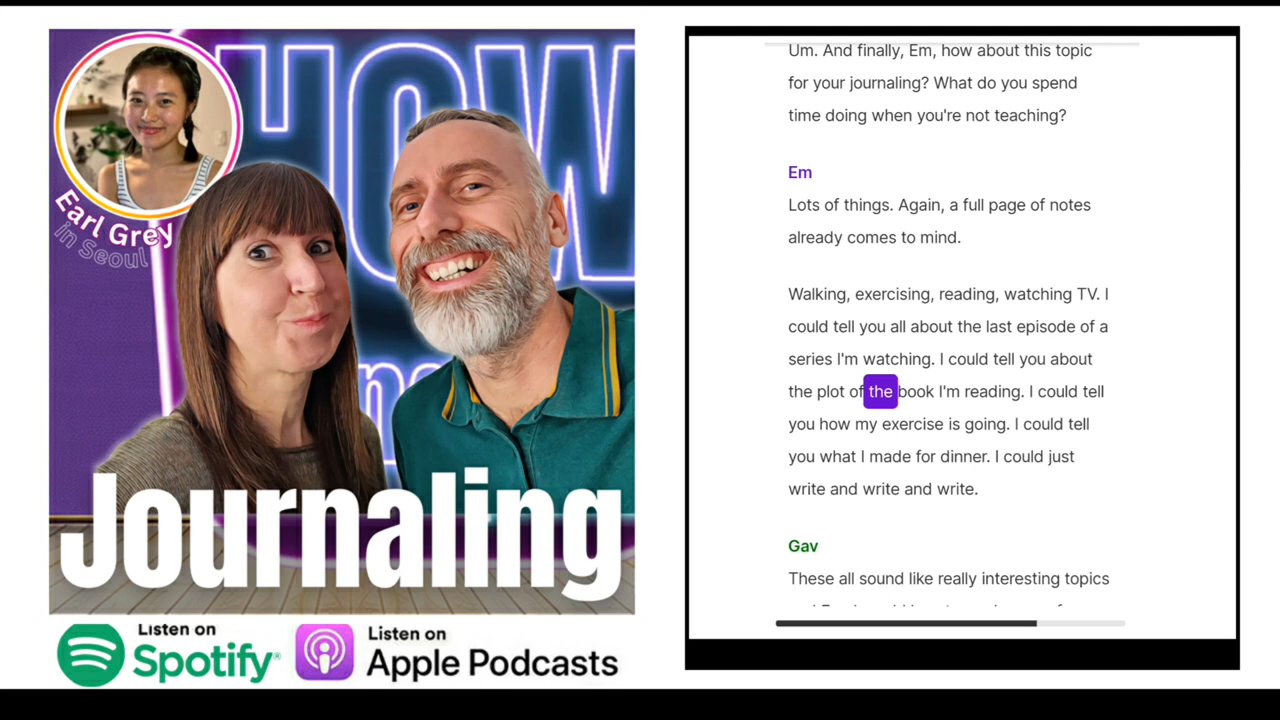 HOW
Earl Grey
in Seoul
Journaling
Listen on
Spotify
Listen on
Apple Podcasts
Um. And finally, Em, how about this topic
for your journaling? What do you spend
time doing when you're not teaching?
Em
Lots of things. Again, a full page of notes
already comes to mind.
Walking, exercising, reading, watching TV. I
could tell you all about the last episode of a
series I'm watching. I could tell you about
the plot of the book I'm reading. I could tell
you how my exercise is going. I could tell
you what I made for dinner. I could just
write and write and write.
Gav
These all sound like really interesting topics